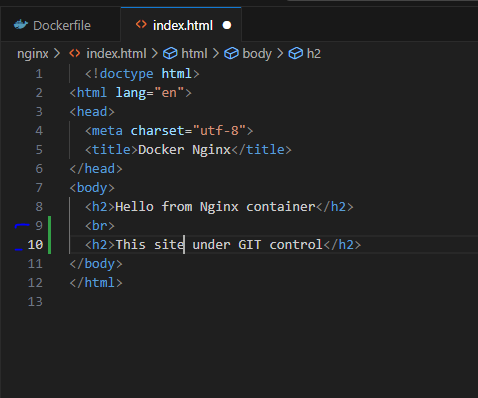 Dockerfile index.html
nginx > index.html > html > body > h2
1 <!doctype html>
2 <html lang="en">
3 <head>
4 <meta charset="utf-8">
5 <title>Docker Nginx</title>
6 </head>
7 <body>
8 <h2>Hello from Nginx container</h2>
9 <br>
10 <h2>This site under GIT control</h2>
11 </body>
12 </html>
13